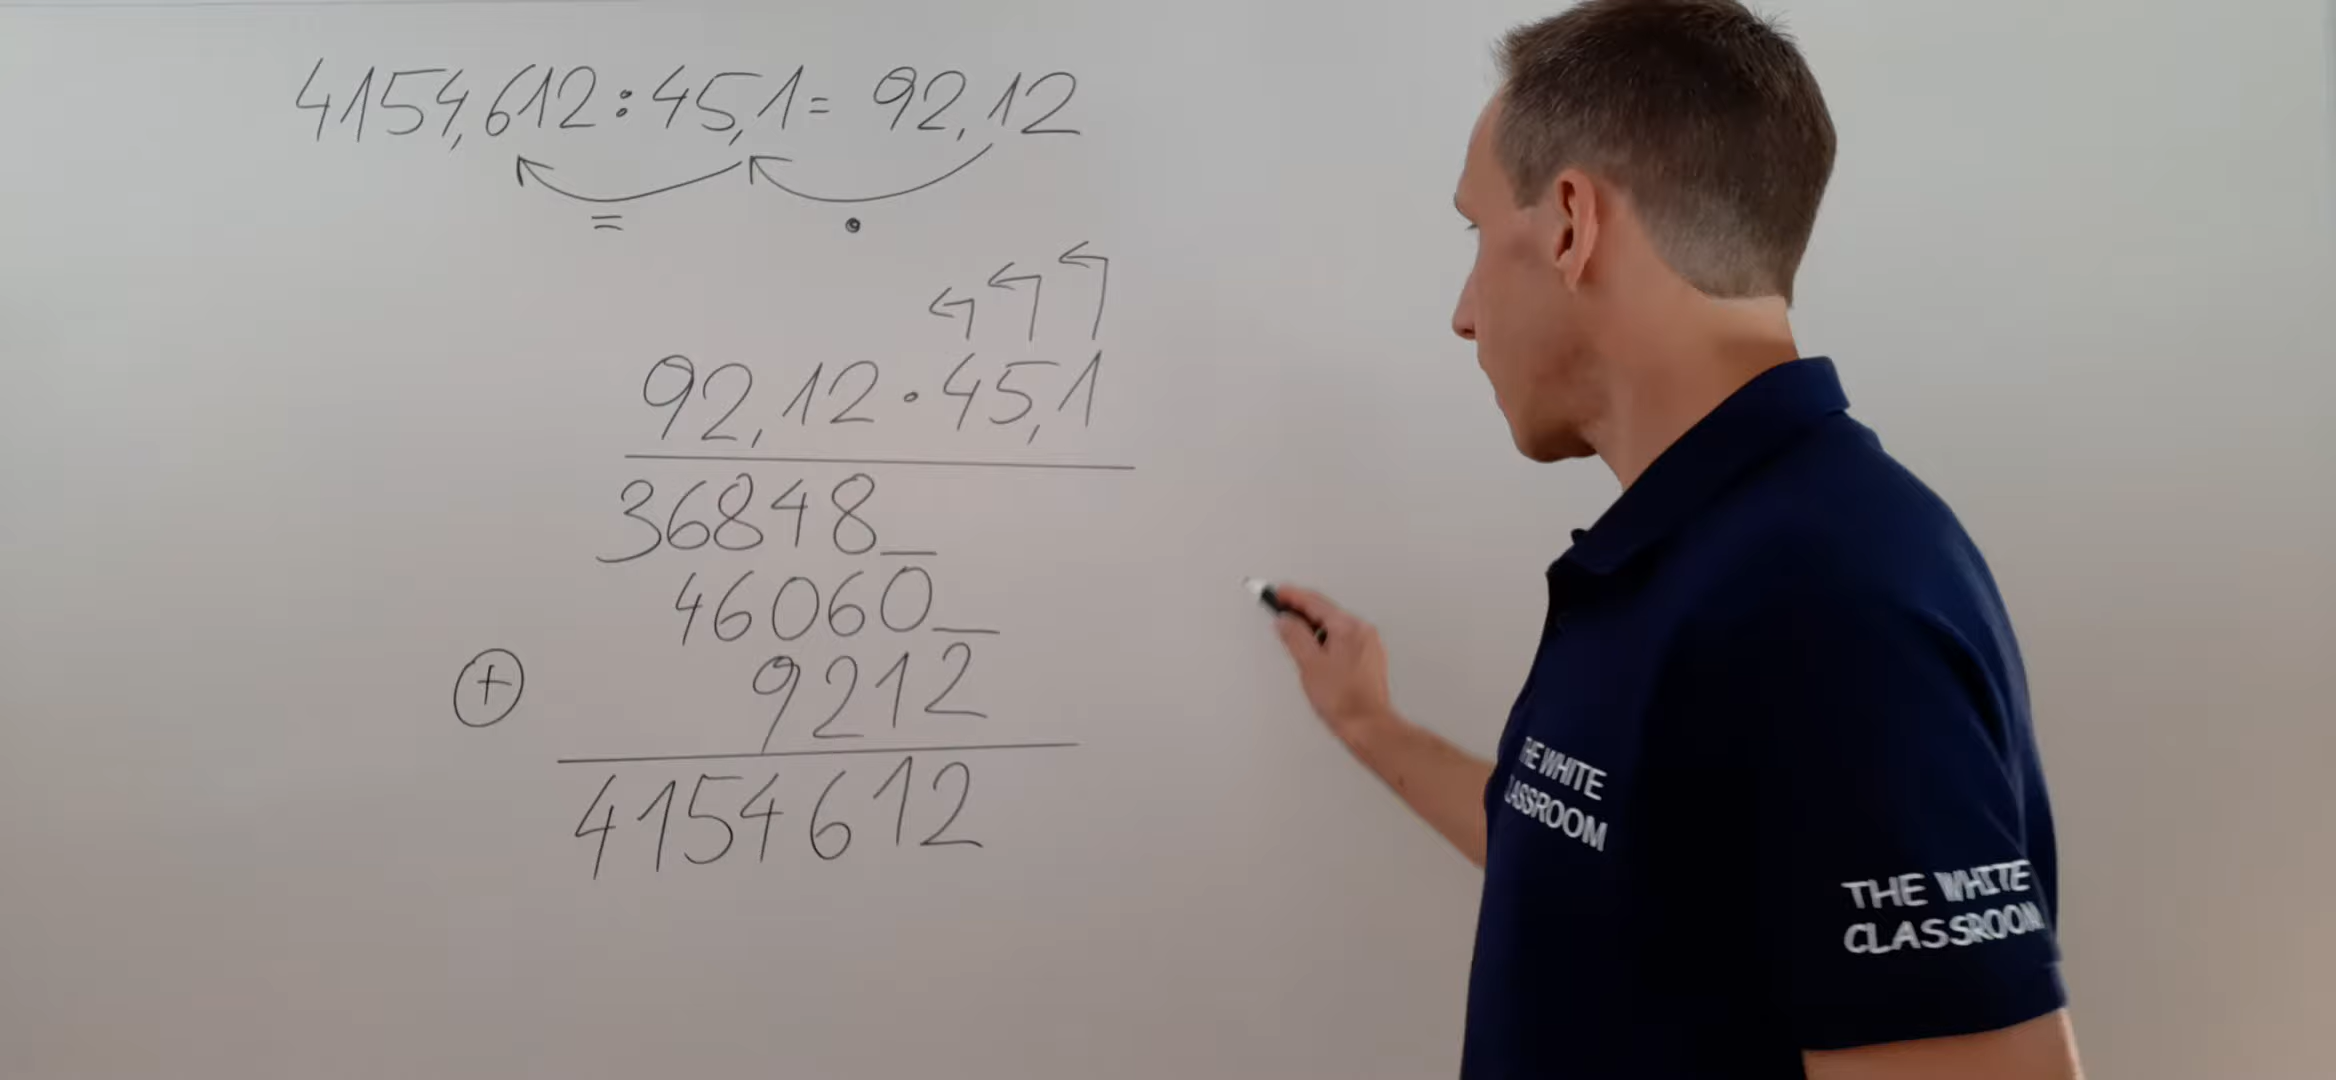 4154,612 : 45,1 = 92,12
= •
92,12 · 45,1
36848_
46060_
+ 9212
4154612
THE WHITE
CLASSROOM
THE WHITE
CLASSROOM